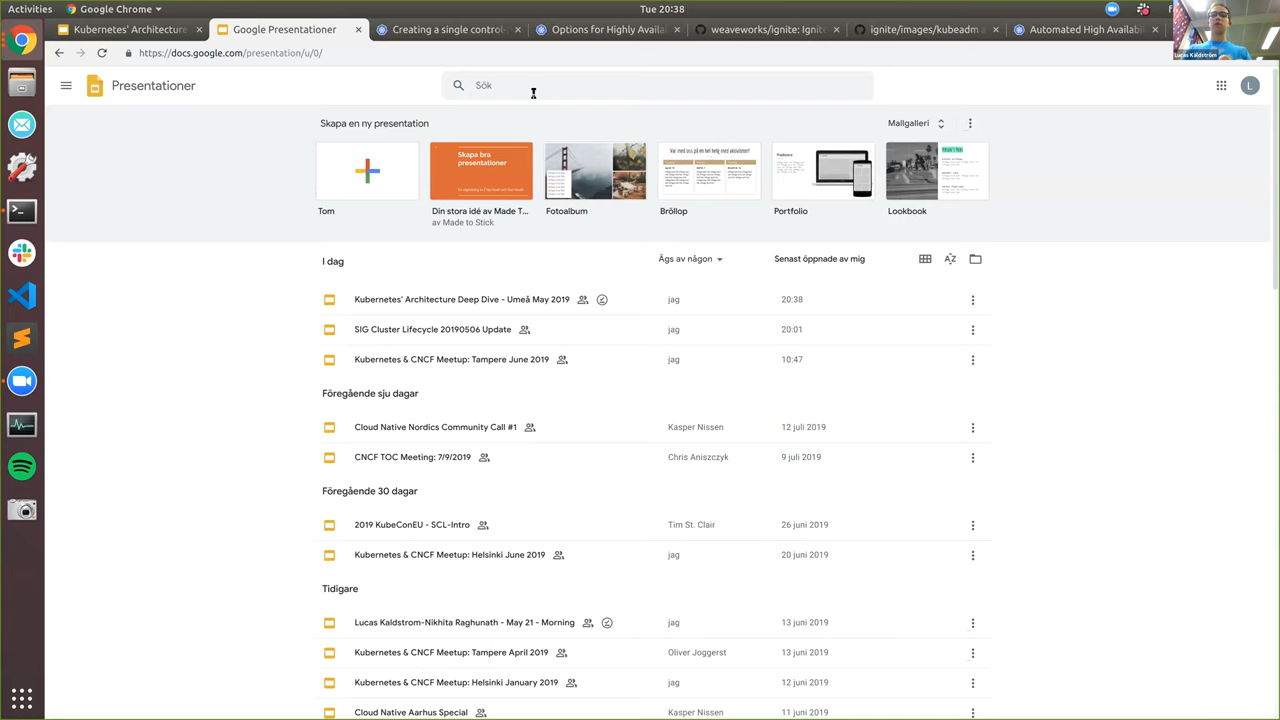 Activities
Google Chrome
Tue 20:38
Kubernetes' Architecture
Google Presentationer
Creating a single control-
Options for Highly Availa
weaveworks/ignite: Ignit
ignite/images/kubeadm a
Automated High Availabi
https://docs.google.com/presentation/u/0/
Lucas Käldström
Presentationer
Sök
L
Skapa en ny presentation
Mallgalleri
Skapa bra
presentationer
Tom
Din stora idé av Made T...
av Made to Stick
Fotoalbum
Bröllop
Portfolio
Lookbook
I dag
Ägs av någon
Senast öppnade av mig
AZ
Kubernetes' Architecture Deep Dive - Umeå May 2019
jag
20:38
SIG Cluster Lifecycle 20190506 Update
jag
20:01
Kubernetes & CNCF Meetup: Tampere June 2019
jag
10:47
Föregående sju dagar
Cloud Native Nordics Community Call #1
Kasper Nissen
12 juli 2019
CNCF TOC Meeting: 7/9/2019
Chris Aniszczyk
9 juli 2019
Föregående 30 dagar
2019 KubeConEU - SCL-Intro
Tim St. Clair
26 juni 2019
Kubernetes & CNCF Meetup: Helsinki June 2019
jag
20 juni 2019
Tidigare
Lucas Kaldstrom-Nikhita Raghunath - May 21 - Morning
jag
13 juni 2019
Kubernetes & CNCF Meetup: Tampere April 2019
Oliver Joggerst
13 juni 2019
Kubernetes & CNCF Meetup: Helsinki January 2019
jag
12 juni 2019
Cloud Native Aarhus Special
Kasper Nissen
11 juni 2019